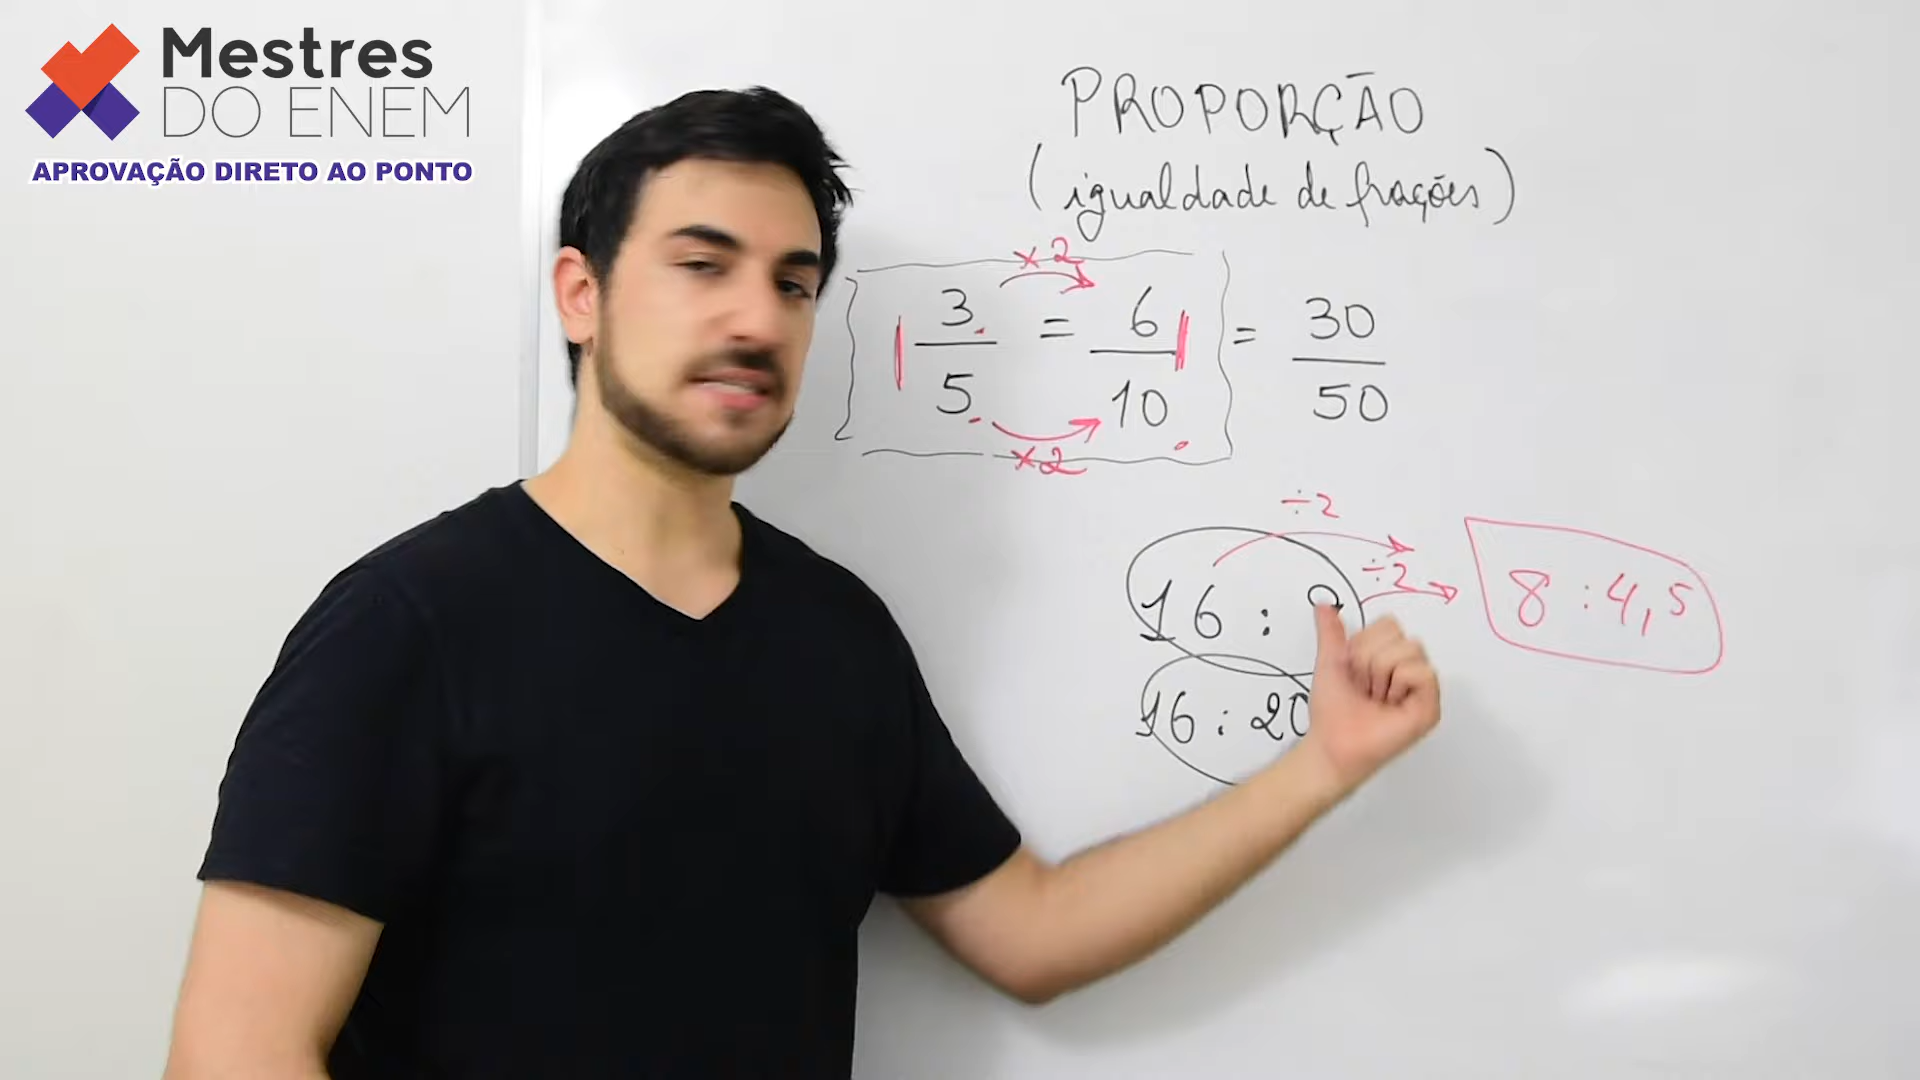 Mestres
DO ENEM
APROVAÇÃO DIRETO AO PONTO
PROPORÇÃO
(igualdade de frações)
×2
3/5 = 6/10 = 30/50
×2
÷2
÷2
16 : 8 : 4,5
16 : 20